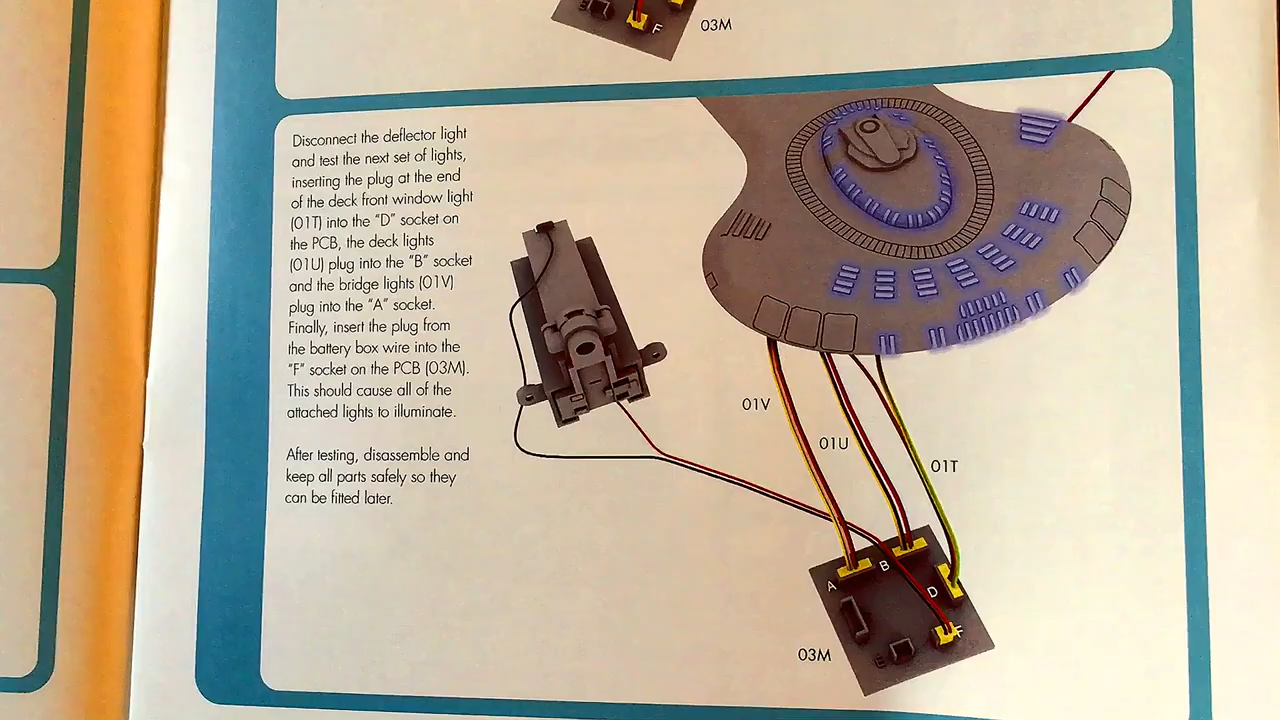 F
03M
Disconnect the deflector light
and test the next set of lights,
inserting the plug at the end
of the deck front window light
(01T) into the "D" socket on
the PCB, the deck lights
(01U) plug into the "B" socket
and the bridge lights (01V)
plug into the "A" socket.
Finally, insert the plug from
the battery box wire into the
"F" socket on the PCB (03M).
This should cause all of the
attached lights to illuminate.
After testing, disassemble and
keep all parts safely so they
can be fitted later.
01V
01U
01T
A
B
D
F
03M